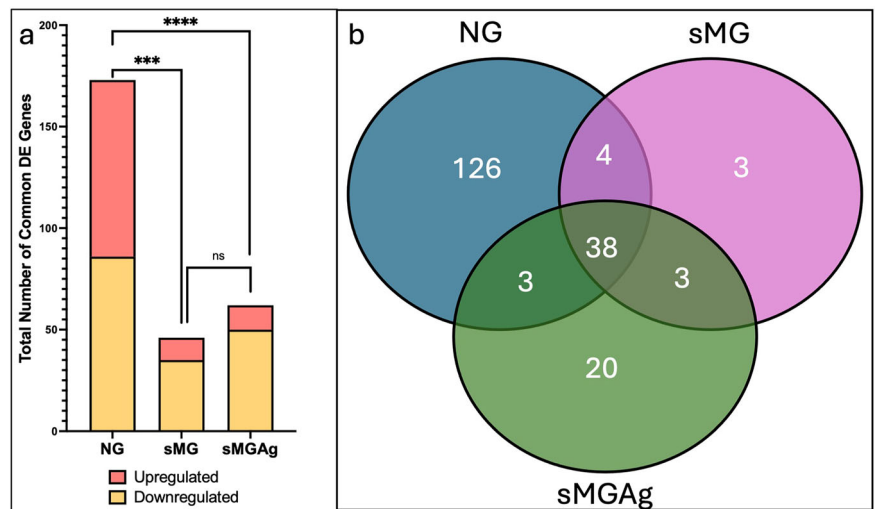 a
Total Number of Common DE Genes
200
150
100
50
0
****
***
ns
NG sMG sMGAg
Upregulated
Downregulated
b
NG sMG
126 4 3
38
3 3
20
sMGAg